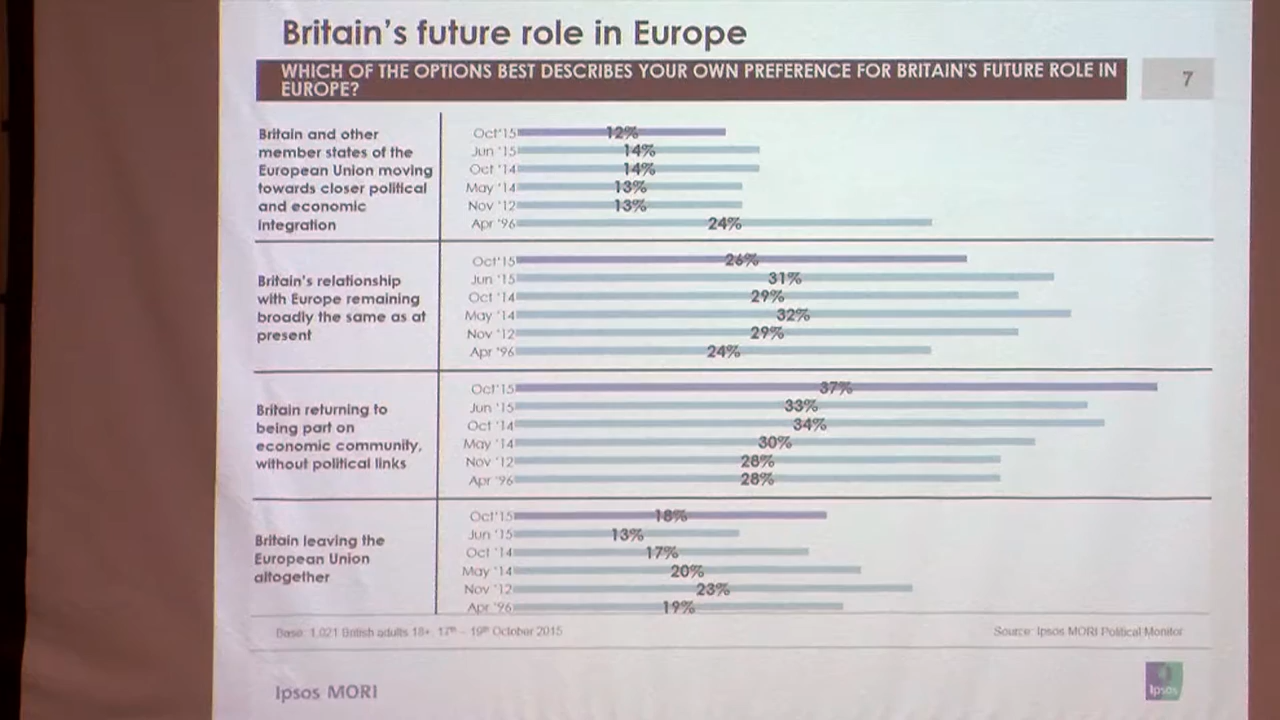 Britain's future role in Europe
WHICH OF THE OPTIONS BEST DESCRIBES YOUR OWN PREFERENCE FOR BRITAIN'S FUTURE ROLE IN
EUROPE?
7
Britain and other
member states of the
European Union moving
towards closer political
and economic
integration
Oct'15 12%
Jun '15 14%
Oct '14 14%
May '14 13%
Nov '12 13%
Apr '96 24%
Britain's relationship
with Europe remaining
broadly the same as at
present
Oct'15 26%
Jun '15 31%
Oct '14 29%
May '14 32%
Nov '12 29%
Apr '96 24%
Britain returning to
being part on
economic community,
without political links
Oct'15 37%
Jun '15 33%
Oct '14 34%
May '14 30%
Nov '12 28%
Apr '96 28%
Britain leaving the
European Union
altogether
Oct'15 18%
Jun '15 13%
Oct '14 17%
May '14 20%
Nov '12 23%
Apr '96 19%
Base: 1,021 British adults 18+, 17th – 19th October 2015
Source: Ipsos MORI Political Monitor
Ipsos MORI
Ipsos